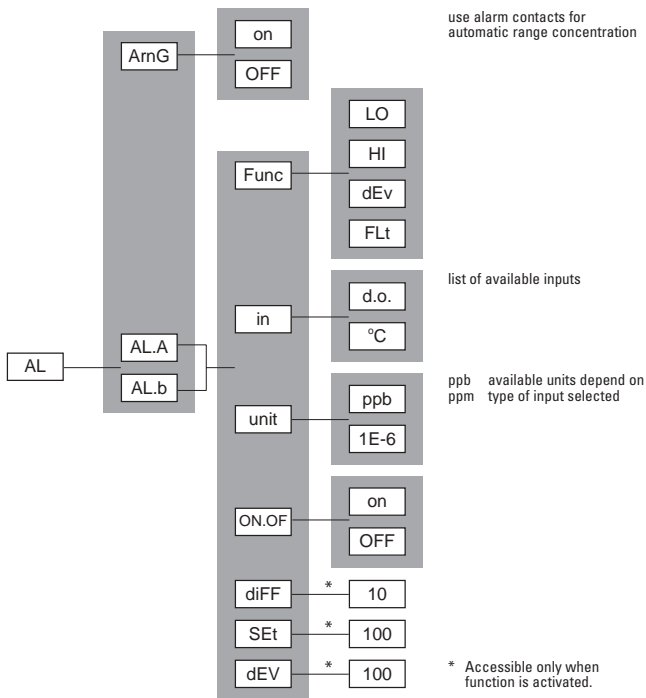 use alarm contacts for
automatic range concentration
ArnG
on
OFF
LO
HI
Func
dEv
FLt
list of available inputs
d.o.
in
°C
AL.A
AL
AL.b
ppb available units depend on
ppm type of input selected
ppb
unit
1E-6
on
ON.OF
OFF
diFF * 10
SEt * 100
dEV * 100
* Accessible only when
function is activated.